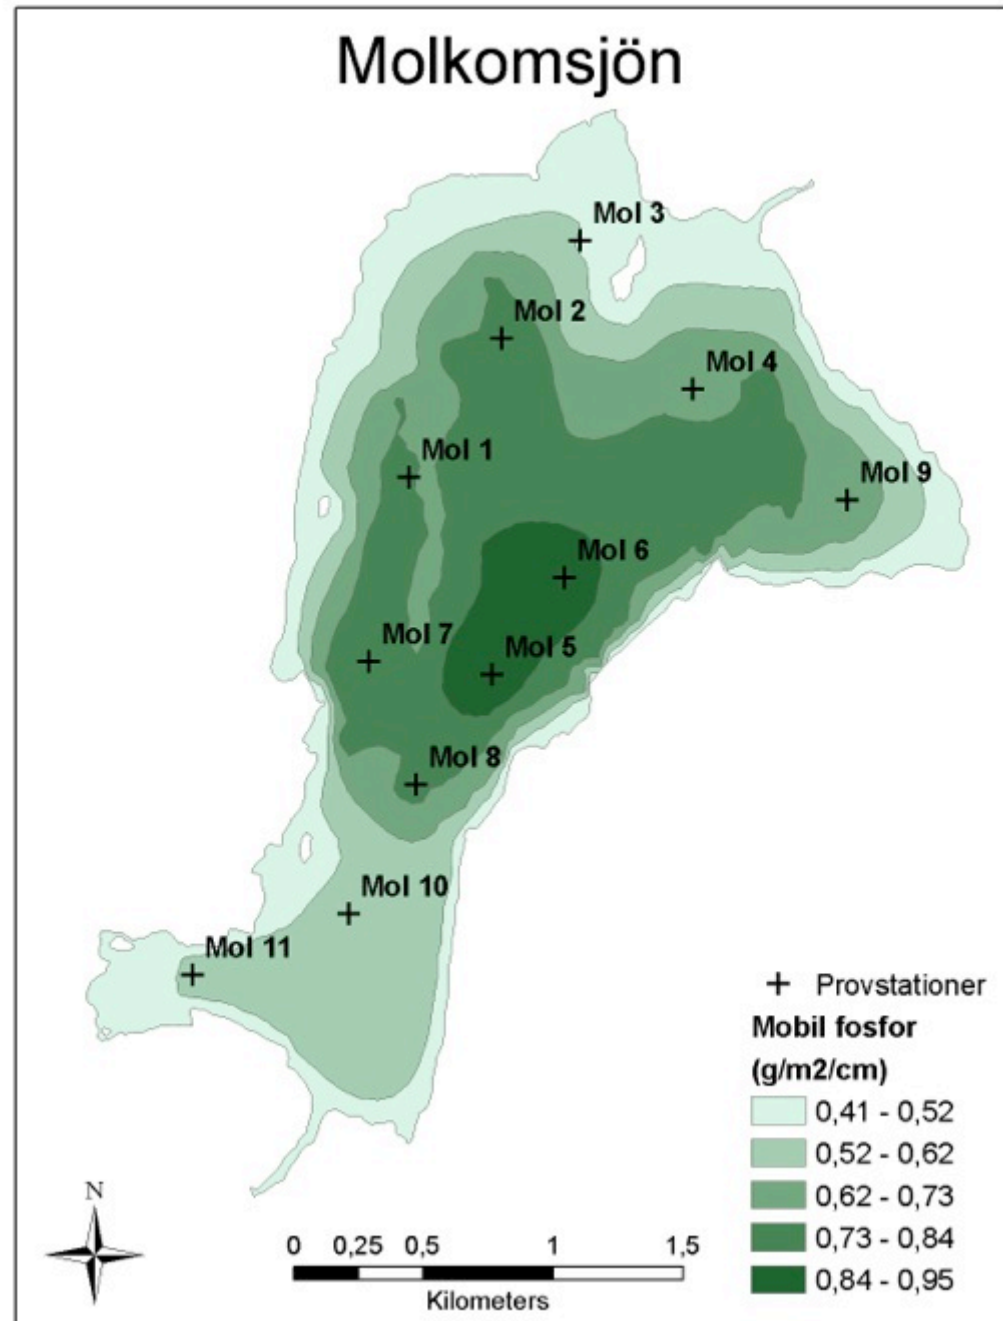 Molkomsjön
Mol 3
Mol 2
Mol 4
Mol 1
Mol 9
Mol 6
Mol 7
Mol 5
Mol 8
Mol 10
Mol 11
Provstationer
Mobil fosfor
(g/m2/cm)
0,41 - 0,52
0,52 - 0,62
0,62 - 0,73
0,73 - 0,84
0,84 - 0,95
N
0 0,25 0,5 1 1,5
Kilometers